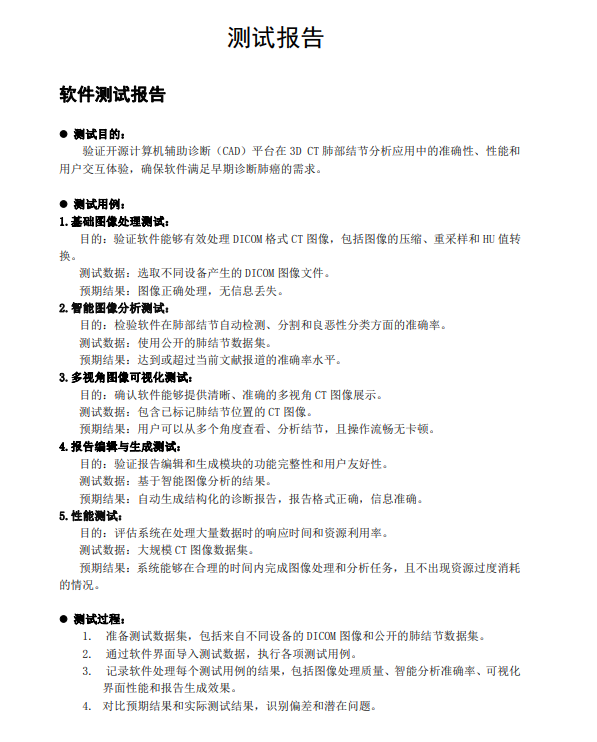 测试报告
软件测试报告
● 测试目的：
验证开源计算机辅助诊断（CAD）平台在 3D CT 肺部结节分析应用中的准确性、性能和
用户交互体验，确保软件满足早期诊断肺癌的需求。
● 测试用例：
1.基础图像处理测试：
目的：验证软件能够有效处理 DICOM 格式 CT 图像，包括图像的压缩、重采样和 HU 值转
换。
测试数据：选取不同设备产生的 DICOM 图像文件。
预期结果：图像正确处理，无信息丢失。
2.智能图像分析测试：
目的：检验软件在肺部结节自动检测、分割和良恶性分类方面的准确率。
测试数据：使用公开的肺结节数据集。
预期结果：达到或超过当前文献报道的准确率水平。
3.多视角图像可视化测试：
目的：确认软件能够提供清晰、准确的多视角 CT 图像展示。
测试数据：包含已标记肺结节位置的 CT 图像。
预期结果：用户可以从多个角度查看、分析结节，且操作流畅无卡顿。
4.报告编辑与生成测试：
目的：验证报告编辑和生成模块的功能完整性和用户友好性。
测试数据：基于智能图像分析的结果。
预期结果：自动生成结构化的诊断报告，报告格式正确，信息准确。
5.性能测试：
目的：评估系统在处理大量数据时的响应时间和资源利用率。
测试数据：大规模 CT 图像数据集。
预期结果：系统能够在合理的时间内完成图像处理和分析任务，且不出现资源过度消耗
的情况。
● 测试过程：
1. 准备测试数据集，包括来自不同设备的 DICOM 图像和公开的肺结节数据集。
2. 通过软件界面导入测试数据，执行各项测试用例。
3. 记录软件处理每个测试用例的结果，包括图像处理质量、智能分析准确率、可视化
界面性能和报告生成效果。
4. 对比预期结果和实际测试结果，识别偏差和潜在问题。